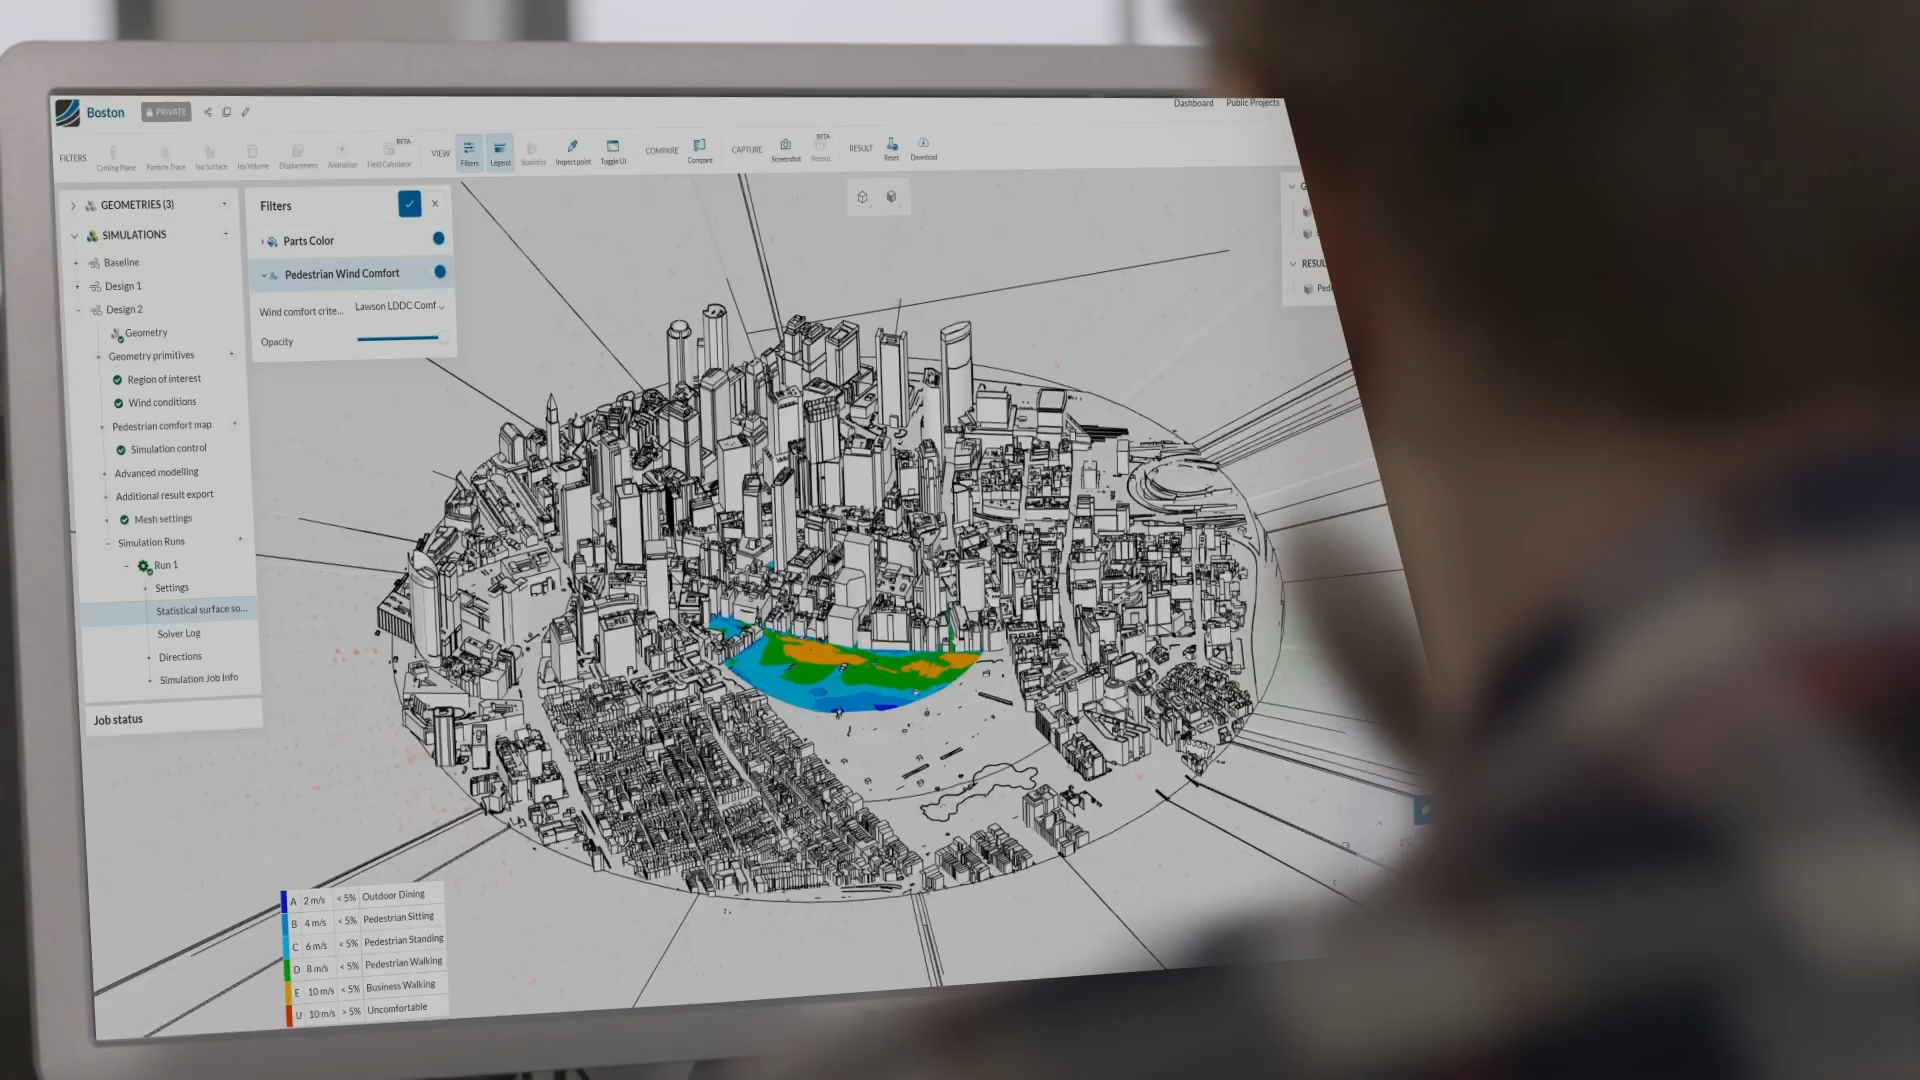 Boston PRIVATE
Dashboard Public Projects
FILTERS Cutting Plane Particle Trace Iso Surface Iso Volume Displacement Animation BETA Field Calculator VIEW Filters Legend Statistics Inspect point Toggle UI COMPARE Compare CAPTURE Screenshot BETA Record RESULT Reset Download
GEOMETRIES (3) +
SIMULATIONS +
Baseline
Design 1
Design 2
Geometry
Geometry primitives +
Region of interest
Wind conditions
Pedestrian comfort map +
Simulation control
Advanced modelling
Additional result export
Mesh settings
Simulation Runs +
Run 1
Settings
Statistical surface so...
Solver Log
Directions
Simulation Job Info
Job status
Filters
Parts Color
Pedestrian Wind Comfort
Wind comfort crite... Lawson LDDC Comf
Opacity
G
RESUL
Pede
A 2 m/s < 5% Outdoor Dining
B 4 m/s < 5% Pedestrian Sitting
C 6 m/s < 5% Pedestrian Standing
D 8 m/s < 5% Pedestrian Walking
E 10 m/s < 5% Business Walking
U 10 m/s > 5% Uncomfortable